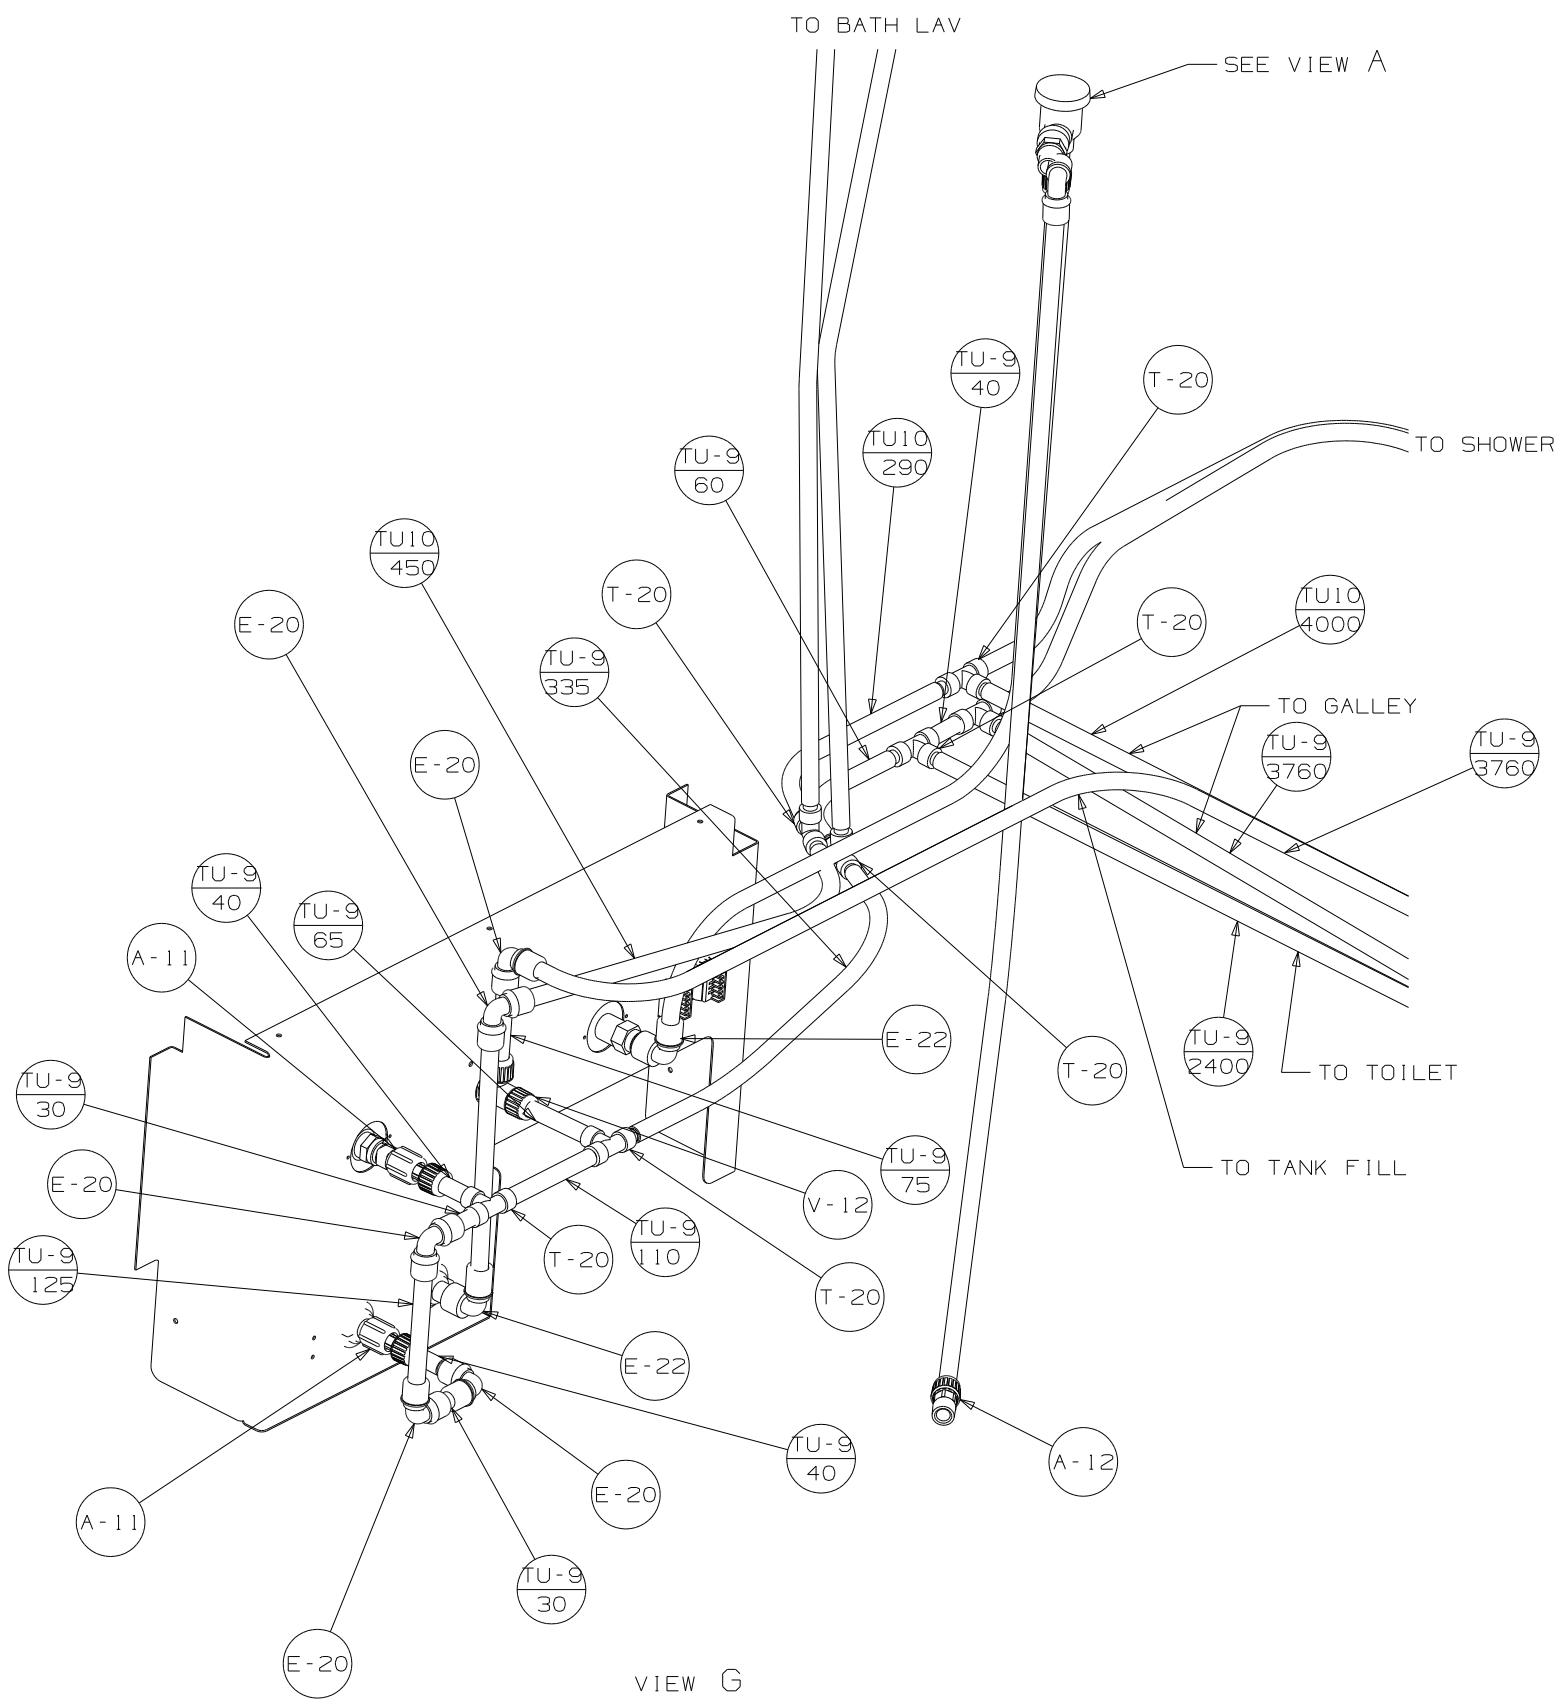 TO BATH LAV
SEE VIEW A
TU-9
40
T-20
TU10
290
TO SHOWER
TU-9
60
TU10
450
T-20
E-20
TU10
4000
T-20
TU-9
335
TO GALLEY
TU-9
3760
TU-9
3760
E-20
TU-9
40
TU-9
65
A-11
E-22
TU-9
2400
T-20
TO TOILET
TU-9
30
TU-9
75
TO TANK FILL
E-20
V-12
TU-9
110
T-20
TU-9
125
T-20
E-22
TU-9
40
A-12
E-20
A-11
TU-9
30
E-20
VIEW G